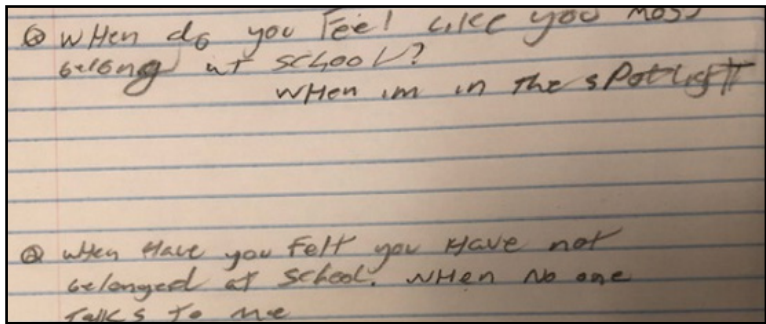 Q WHen do you Feel Like you most
belong at school?
WHen im in The spotlight
Q wHen Have you Felt you Have not
belonged at school. WHen No one
Talks To me